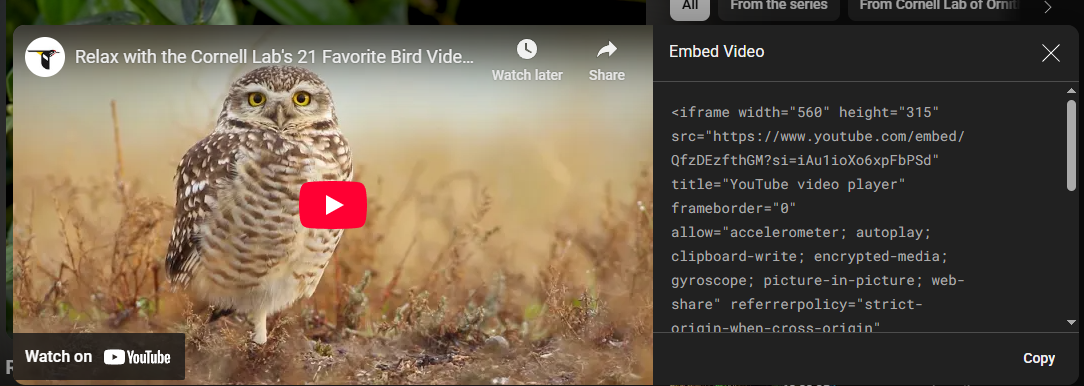 All
From the series
From Cornell Lab of Ornit
Relax with the Cornell Lab's 21 Favorite Bird Vide...
Watch later
Share
Watch on YouTube
Embed Video
<iframe width="560" height="315"
src="https://www.youtube.com/embed/
QfzDEzfthGM?si=iAu1ioXo6xpFbPSd"
title="YouTube video player"
frameborder="0"
allow="accelerometer; autoplay;
clipboard-write; encrypted-media;
gyroscope; picture-in-picture; web-
share" referrerpolicy="strict-
origin-when-cross-origin"
Copy